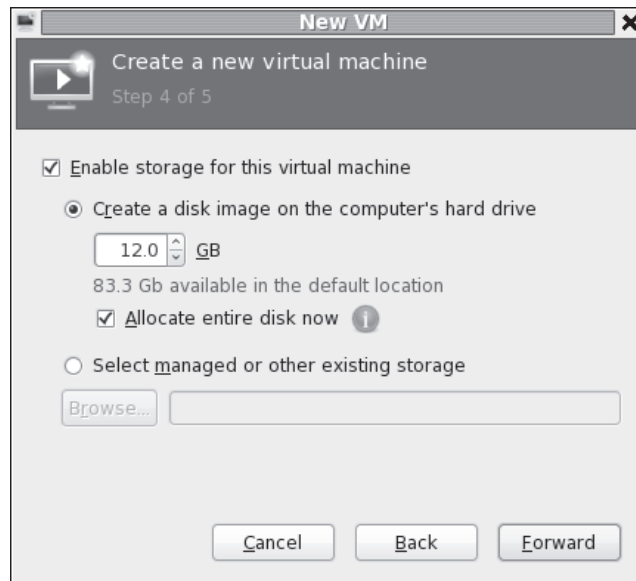 New VM
Create a new virtual machine
Step 4 of 5
Enable storage for this virtual machine
Create a disk image on the computer's hard drive
12.0 GB
83.3 Gb available in the default location
Allocate entire disk now
Select managed or other existing storage
Browse...
Cancel Back Forward